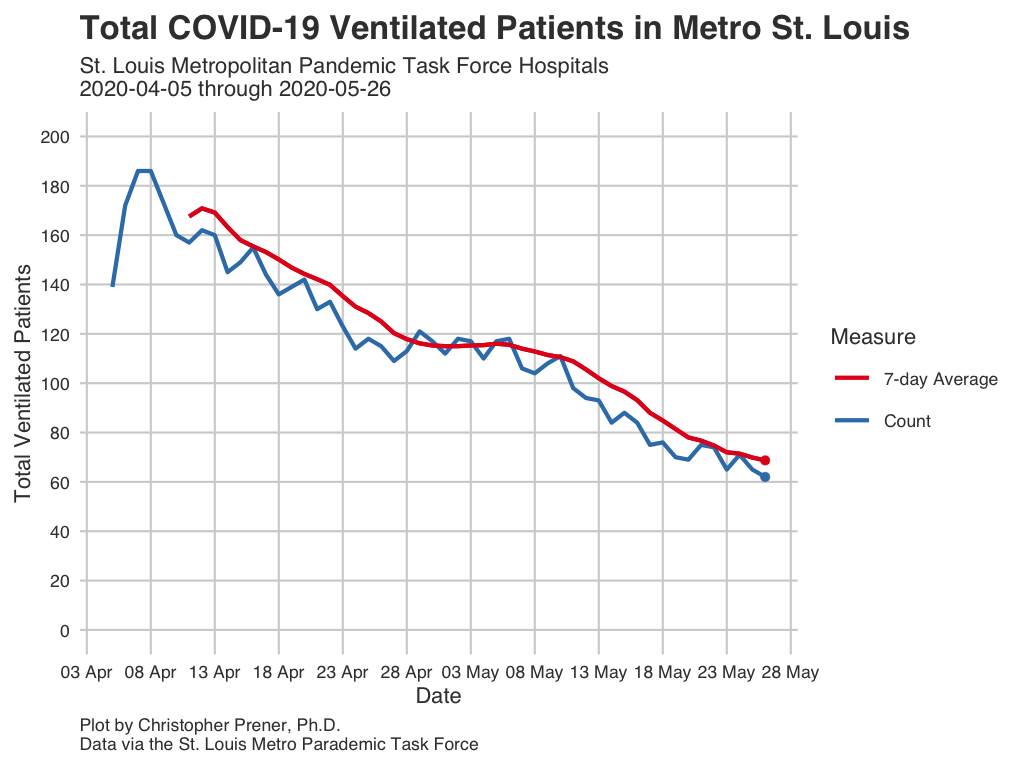 Total COVID-19 Ventilated Patients in Metro St. Louis
St. Louis Metropolitan Pandemic Task Force Hospitals
2020-04-05 through 2020-05-26
200
180
160
140
120
100
80
60
40
20
0
Total Ventilated Patients
03 Apr 08 Apr 13 Apr 18 Apr 23 Apr 28 Apr 03 May 08 May 13 May 18 May 23 May 28 May
Date
Measure
7-day Average
Count
Plot by Christopher Prener, Ph.D.
Data via the St. Louis Metro Parademic Task Force